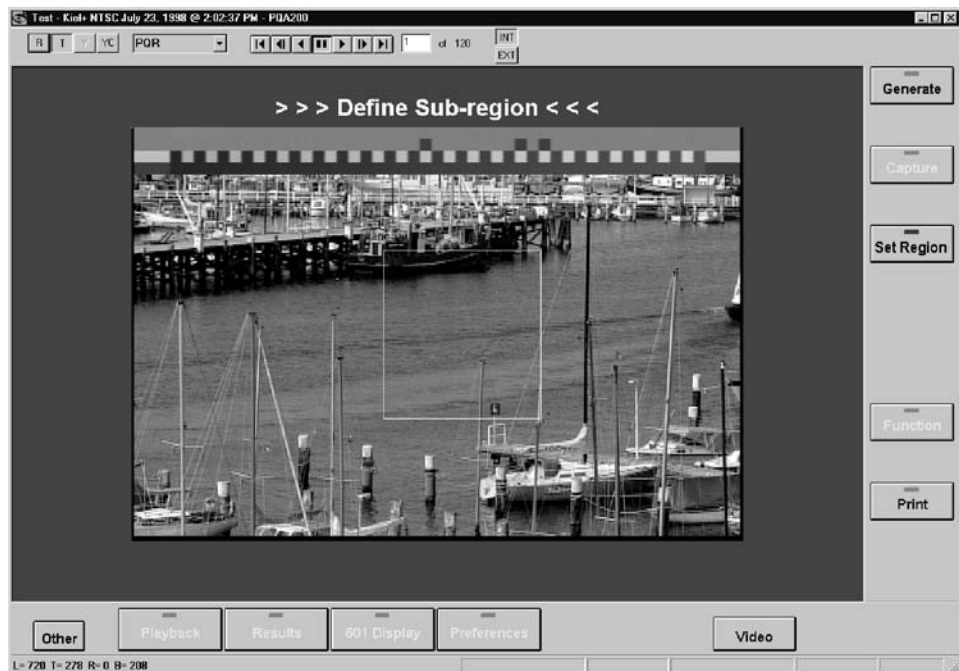 Test - Kiel+ NTSC July 23, 1998 @ 2:02:37 PM - PQA200
R T Y YC PQR 1 of 120 INT
EXT
> > > Define Sub-region < < <
Generate
Capture
Set Region
Function
Print
Other Playback Results 601 Display Preferences Video
L= 720 T= 278 R= 0 B= 208